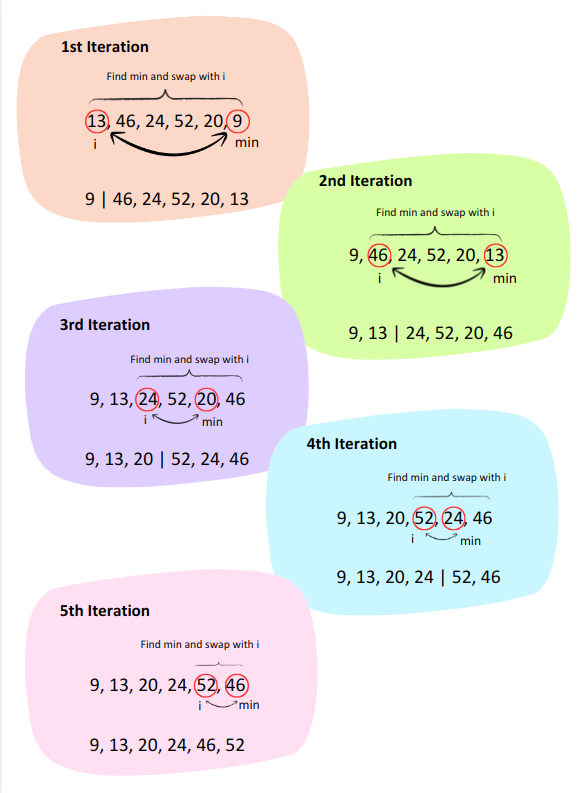 1st Iteration
Find min and swap with i
13, 46, 24, 52, 20, 9
i min
9 | 46, 24, 52, 20, 13
2nd Iteration
Find min and swap with i
9, 46, 24, 52, 20, 13
i min
9, 13 | 24, 52, 20, 46
3rd Iteration
Find min and swap with i
9, 13, 24, 52, 20, 46
i min
9, 13, 20 | 52, 24, 46
4th Iteration
Find min and swap with i
9, 13, 20, 52, 24, 46
i min
9, 13, 20, 24 | 52, 46
5th Iteration
Find min and swap with i
9, 13, 20, 24, 52, 46
i min
9, 13, 20, 24, 46, 52